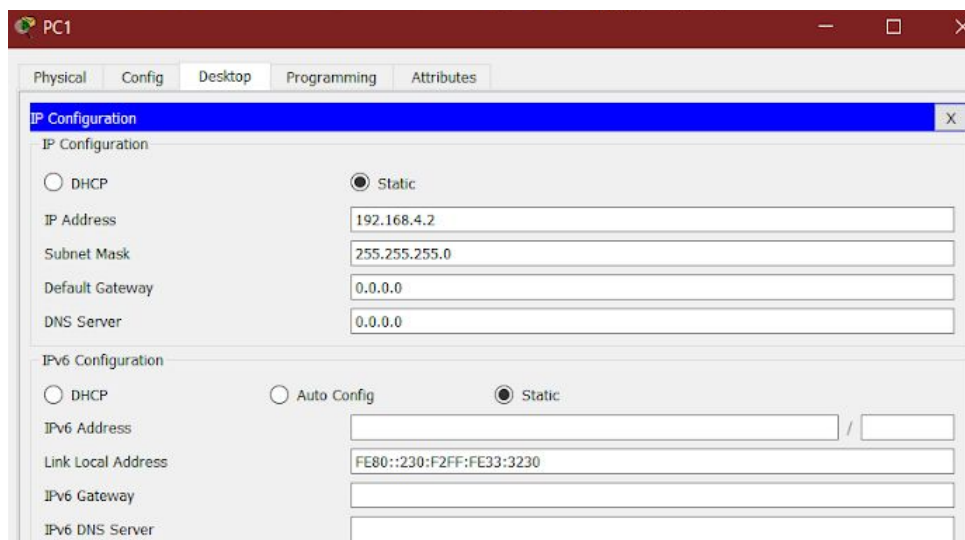 PC1
Physical Config Desktop Programming Attributes
IP Configuration X
IP Configuration
DHCP Static
IP Address 192.168.4.2
Subnet Mask 255.255.255.0
Default Gateway 0.0.0.0
DNS Server 0.0.0.0
IPv6 Configuration
DHCP Auto Config Static
IPv6 Address /
Link Local Address FE80::230:F2FF:FE33:3230
IPv6 Gateway
IPv6 DNS Server